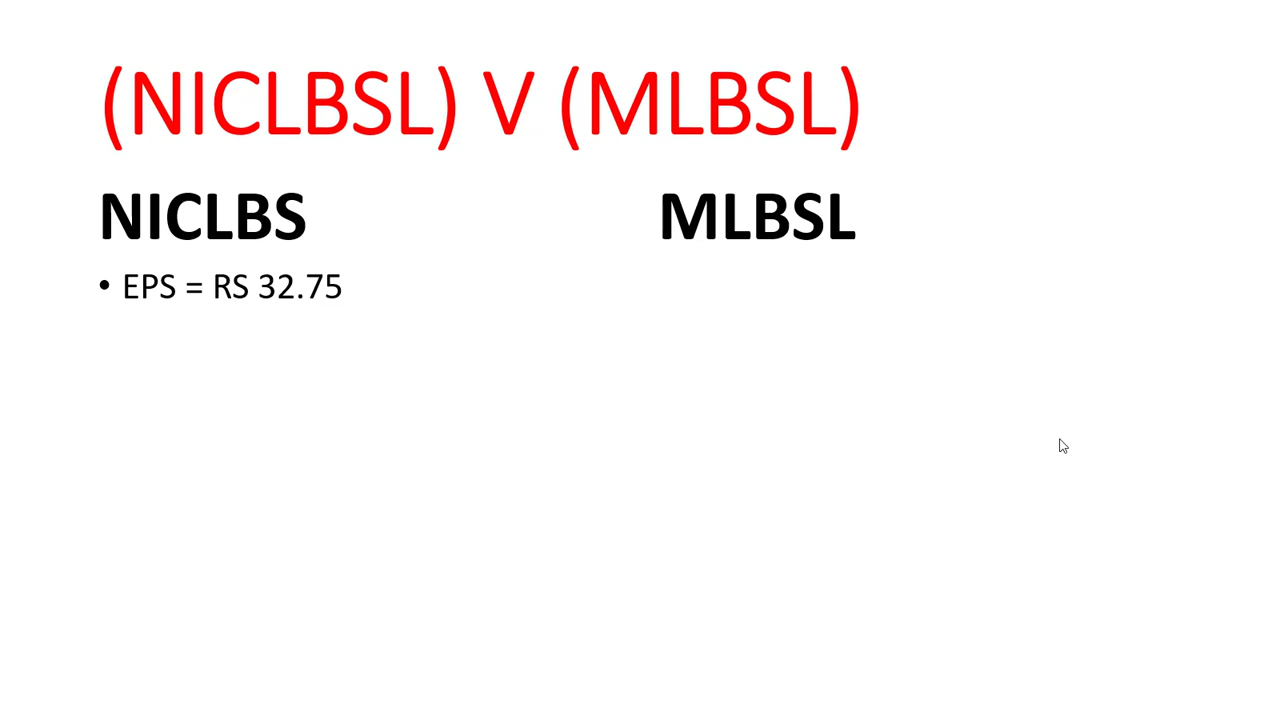 (NICLBSL) V (MLBSL)
NICLBS
MLBSL
• EPS = RS 32.75